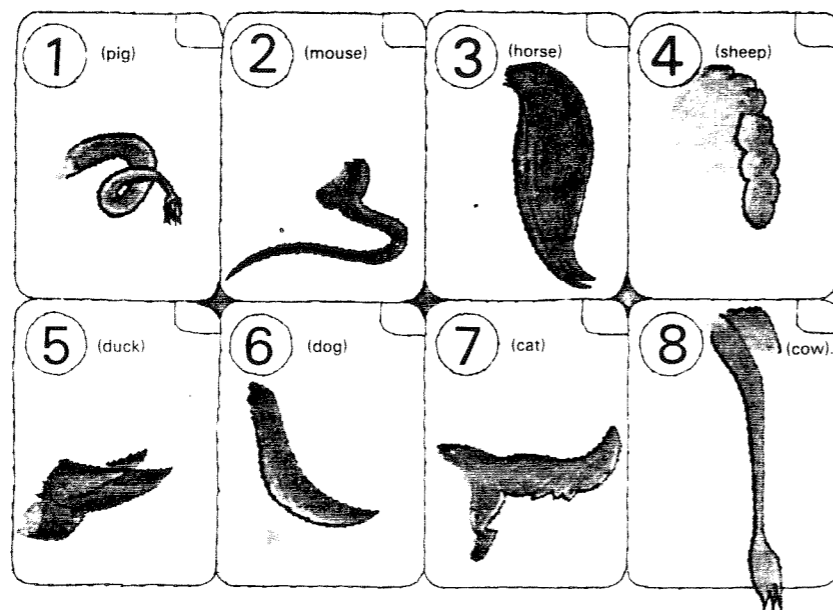 1 (pig)
2 (mouse)
3 (horse)
4 (sheep)
5 (duck)
6 (dog)
7 (cat)
8 (cow).